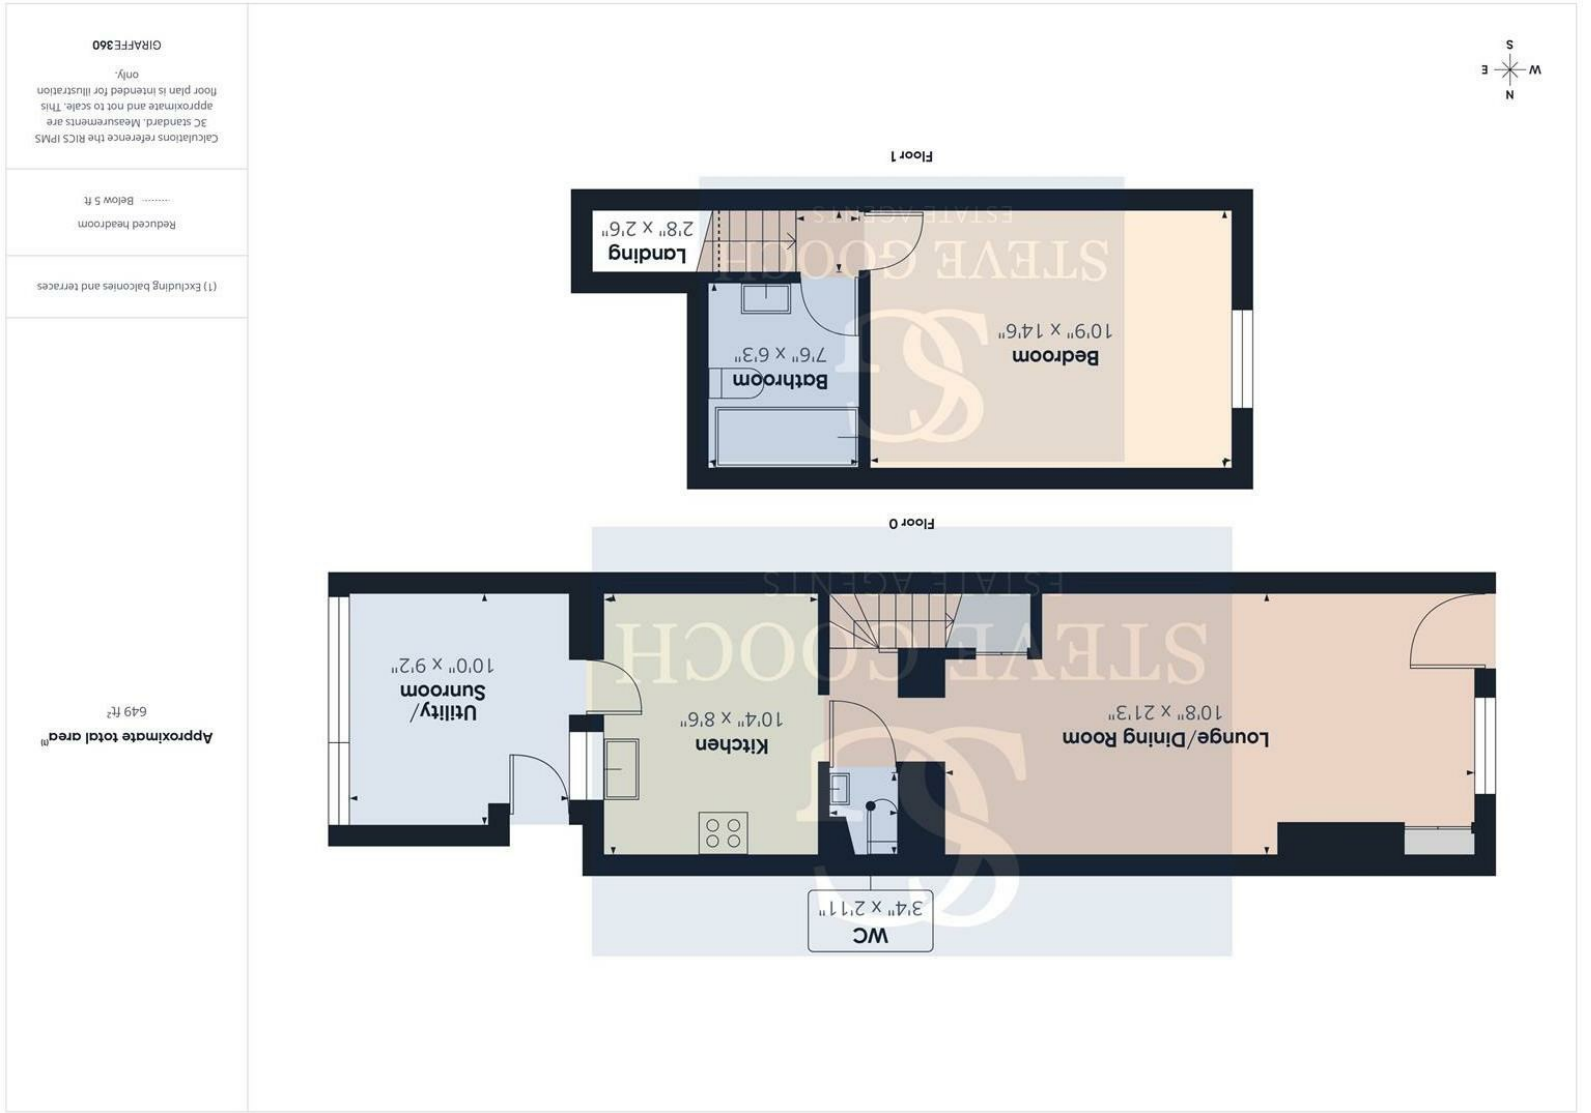 WC
3'4" x 2'11"
SG
Lounge/Dining Room
10'8" x 21'3"
Kitchen
10'4" x 8'6"
Utility/
Sunroom
10'0" x 9'2"
STEVE GOOCH
ESTATE AGENTS
Floor 0
SG
Bathroom
7'6" x 6'3"
Bedroom
10'9" x 14'6"
Landing
2'8" x 2'6"
STEVE GOOCH
ESTATE AGENTS
Floor 1
N
W E
S
Approximate total area(1)
649 ft²
(1) Excluding balconies and terraces
Reduced headroom
Below 5 ft
Calculations reference the RICS IPMS
3C standard. Measurements are
approximate and not to scale. This
floor plan is intended for illustration
only.
GIRAFFE360